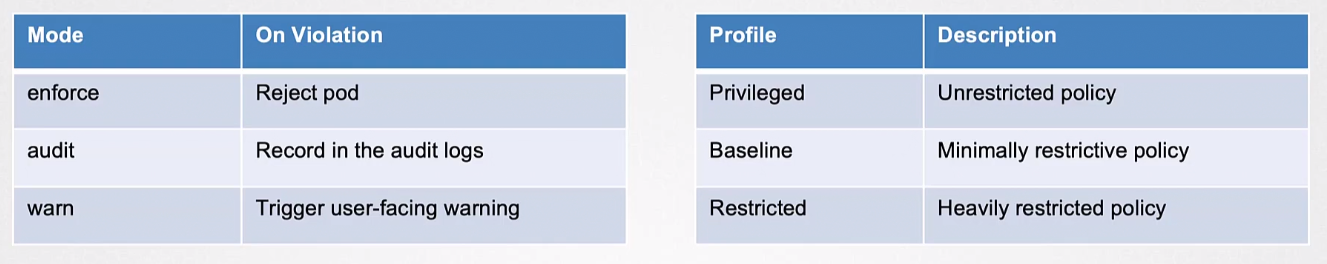 Mode On Violation
enforce Reject pod
audit Record in the audit logs
warn Trigger user-facing warning
Profile Description
Privileged Unrestricted policy
Baseline Minimally restrictive policy
Restricted Heavily restricted policy